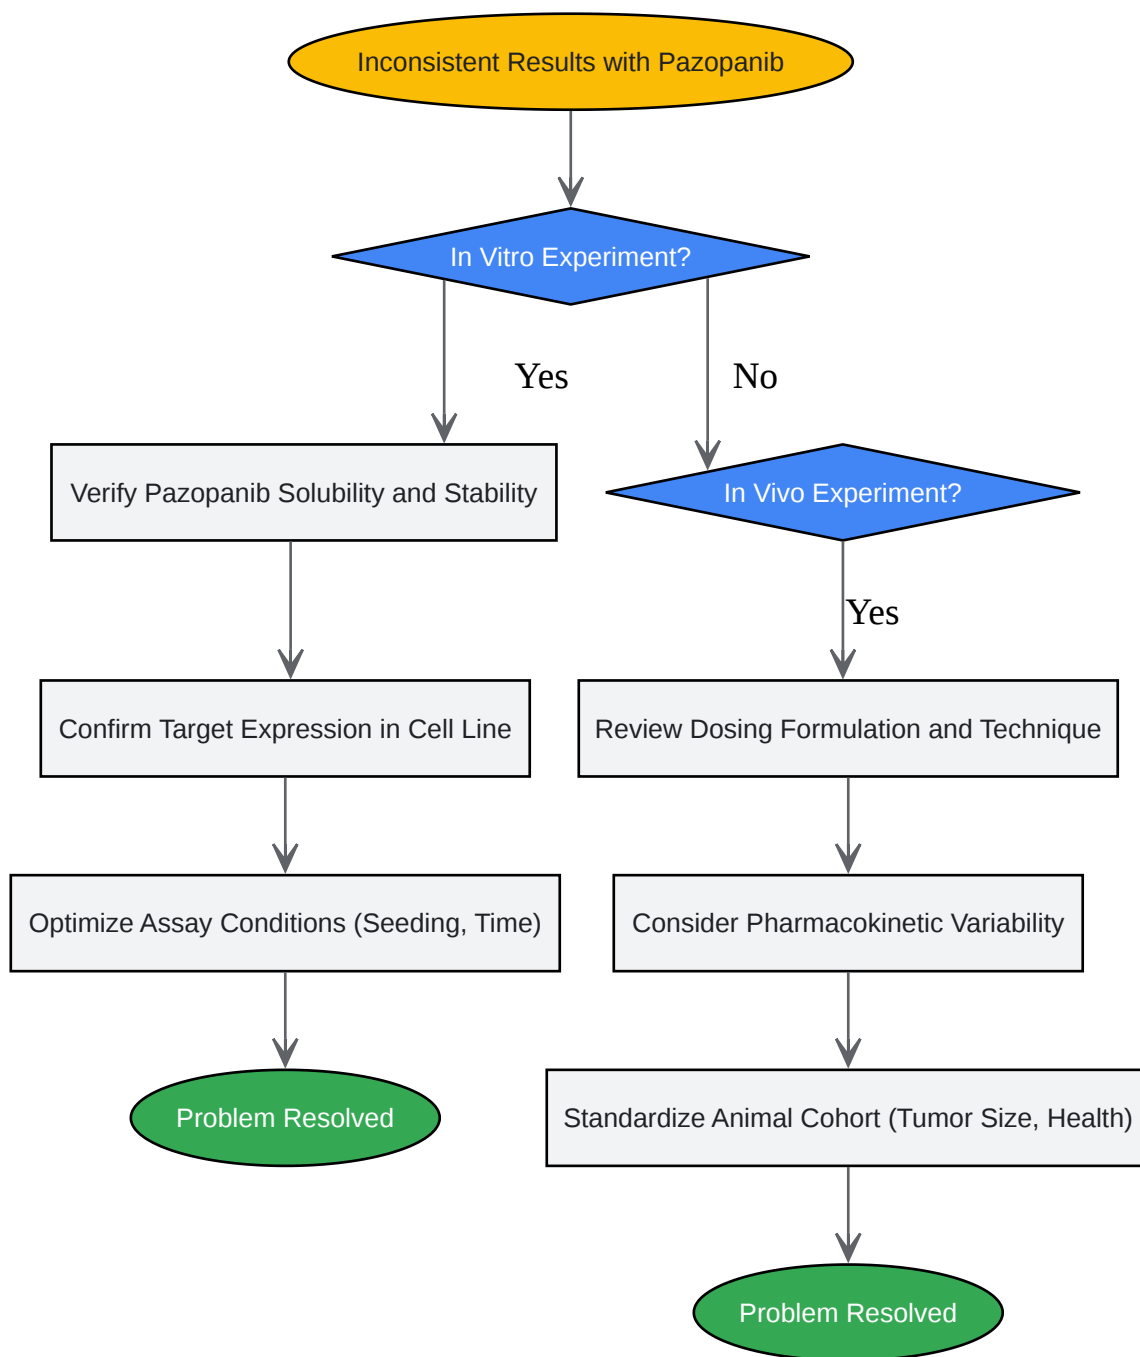 Inconsistent Results with Pazopanib
In Vitro Experiment?
Yes
No
Verify Pazopanib Solubility and Stability
In Vivo Experiment?
Yes
Confirm Target Expression in Cell Line
Review Dosing Formulation and Technique
Optimize Assay Conditions (Seeding, Time)
Consider Pharmacokinetic Variability
Problem Resolved
Standardize Animal Cohort (Tumor Size, Health)
Problem Resolved